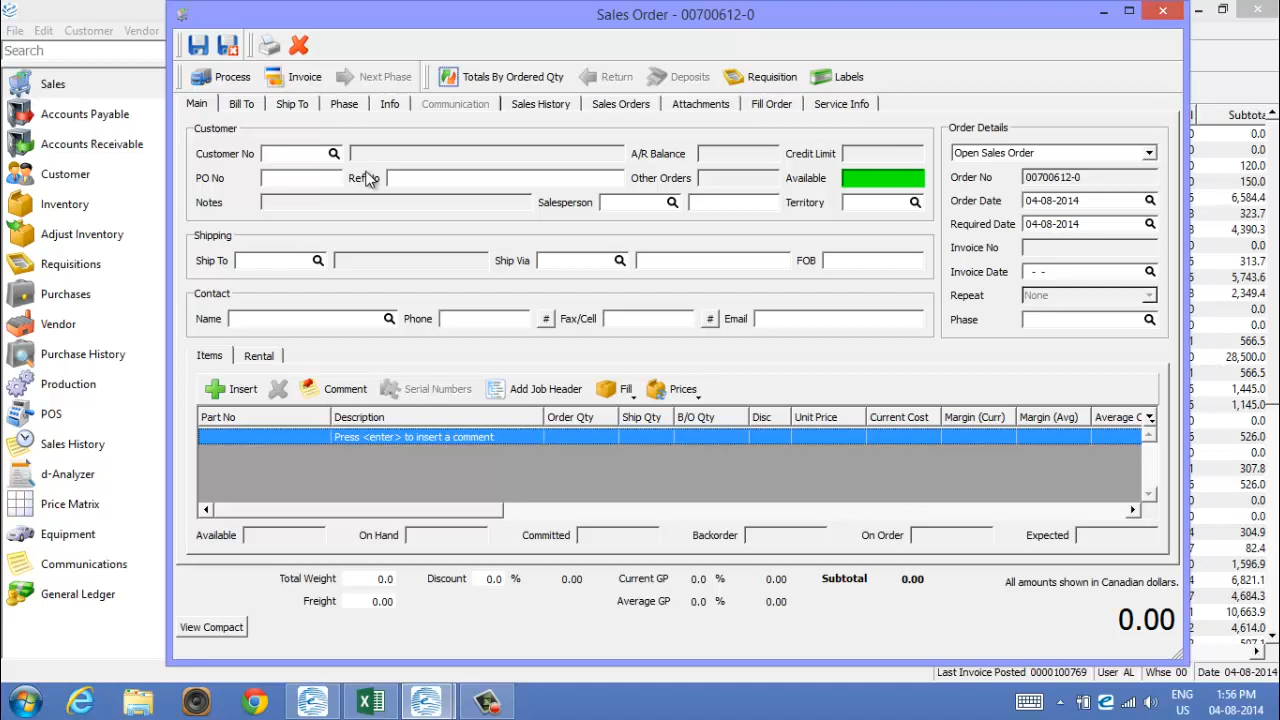 Sales Order - 00700612-0
File Edit Customer Vendor
Search
Sales
Accounts Payable
Accounts Receivable
Customer
Inventory
Adjust Inventory
Requisitions
Purchases
Vendor
Purchase History
Production
POS
Sales History
d-Analyzer
Price Matrix
Equipment
Communications
General Ledger
Process Invoice Next Phase Totals By Ordered Qty Return Deposits Requisition Labels
Main Bill To Ship To Phase Info Communication Sales History Sales Orders Attachments Fill Order Service Info
Customer
Customer No A/R Balance Credit Limit
PO No Other Orders Available
Notes Salesperson Territory
Shipping
Ship To Ship Via FOB
Contact
Name Phone # Fax/Cell # Email
Order Details
Open Sales Order
Order No 00700612-0
Order Date 04-08-2014
Required Date 04-08-2014
Invoice No
Invoice Date - -
Repeat None
Phase
Items Rental
Insert Comment Serial Numbers Add Job Header Fill Prices
Part No Description Order Qty Ship Qty B/O Qty Disc Unit Price Current Cost Margin (Curr) Margin (Avg) Average C
Press <enter> to insert a comment
Available On Hand Committed Backorder On Order Expected
Total Weight 0.0 Discount 0.0 % 0.00 Current GP 0.0 % 0.00 Subtotal 0.00 All amounts shown in Canadian dollars.
Freight 0.00 Average GP 0.0 % 0.00
0.00
View Compact
Subtota
0.0
0.0
120.0
150.0
6,584.4
323.7
4,390.3
0.0
313.7
5,743.6
2,349.4
0.0
0.0
566.5
28,500.0
566.5
1,445.0
1,145.0
0.0
526.0
307.8
526.0
0.0
0.0
304.9
82.4
1,596.9
6,821.1
4,684.3
10,663.9
4,614.0
507.1
Last Invoice Posted 0000100769 User AL Whse 00 Date 04-08-2014
ENG 1:56 PM
US 04-08-2014